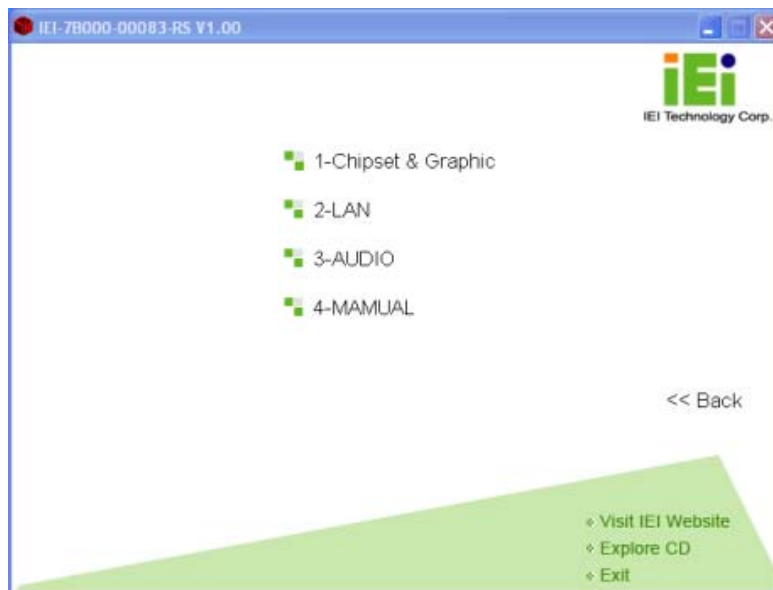 IEI-7B000-00083-RS V1.00
iEi
IEI Technology Corp.
1-Chipset & Graphic
2-LAN
3-AUDIO
4-MAMUAL
<< Back
Visit IEI Website
Explore CD
Exit